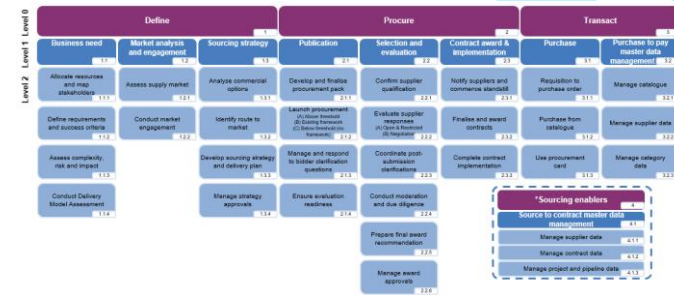 Level 0
Define
1
Procure
2
Transact
3
Level 1
Business need
1.1
Market analysis
and engagement
1.2
Sourcing strategy
1.3
Publication
2.1
Selection and
evaluation
2.2
Contract award &
implementation
2.3
Purchase
3.1
Purchase to pay
master data
management
3.2
Level 2
Allocate resources
and map
stakeholders
1.1.1
Assess supply market
1.2.1
Analyse commercial
options
1.3.1
Develop and finalise
procurement pack
2.1.1
Confirm supplier
qualification
2.2.1
Notify suppliers and
commence standstill
2.3.1
Requisition to
purchase order
3.1.1
Manage catalogue
3.2.1
Define requirements
and success criteria
1.1.2
Conduct market
engagement
1.2.2
Identify route to
market
1.3.2
Launch procurement
(A) Above threshold
(B) Existing framework
(C) Below threshold (no
framework)
2.1.2
Evaluate supplier
responses
(A) Open & Restricted
(B) Negotiated
2.2.2
Finalise and award
contracts
2.3.2
Purchase from
catalogue
3.1.2
Manage supplier data
3.2.2
Assess complexity,
risk and impact
1.1.3
Develop sourcing strategy
and delivery plan
1.3.3
Manage and respond
to bidder clarification
questions
2.1.3
Coordinate post-
submission
clarifications
2.2.3
Complete contract
implementation
2.3.3
Use procurement
card
3.1.3
Manage category
data
3.2.3
Conduct Delivery
Model Assessment
1.1.4
Manage strategy
approvals
1.3.4
Ensure evaluation
readiness
2.1.4
Conduct moderation
and due diligence
2.2.4
Prepare final award
recommendation
2.2.5
Manage award
approvals
2.2.6
*Sourcing enablers
4
Source to contract master data
management
4.1
Manage supplier data
4.1.1
Manage contract data
4.1.2
Manage project and pipeline data
4.1.3